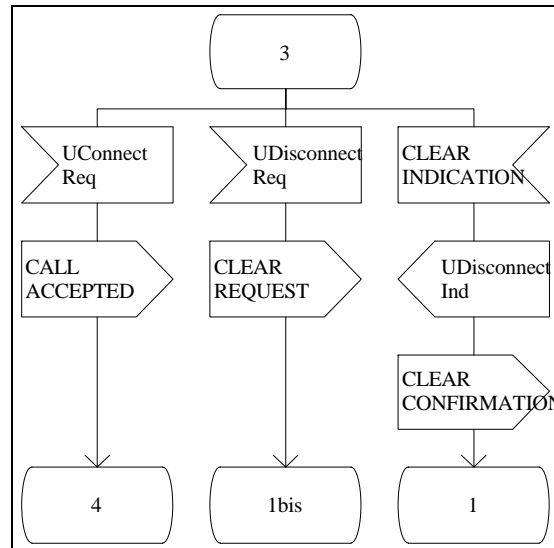 3
UConnect
Req
UDisconnect
Req
CLEAR
INDICATION
CALL
ACCEPTED
CLEAR
REQUEST
UDisconnect
Ind
CLEAR
CONFIRMATION
4
1bis
1